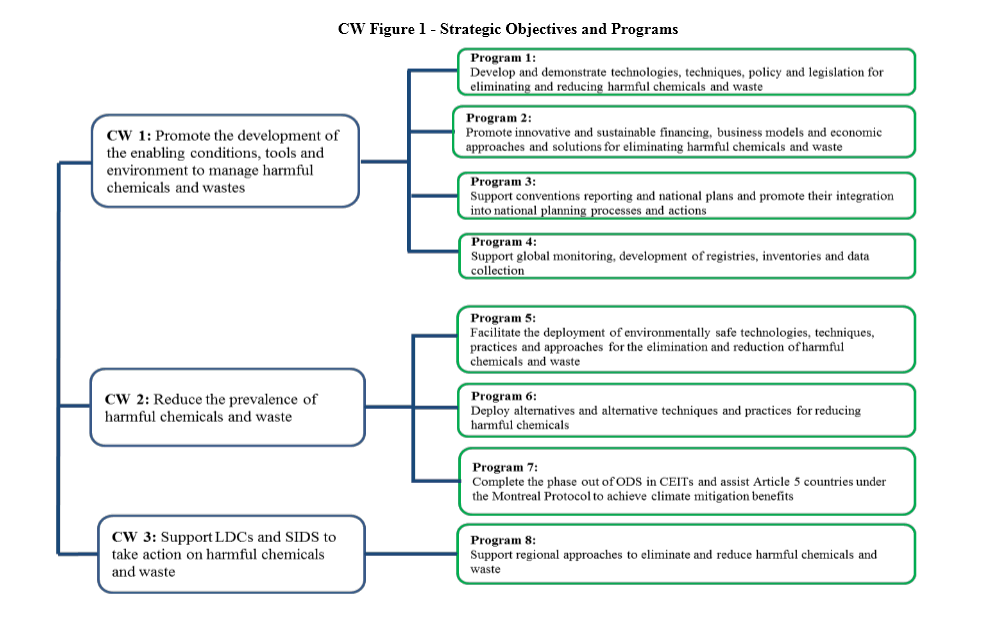 CW Figure 1 - Strategic Objectives and Programs
CW 1: Promote the development of
the enabling conditions, tools and
environment to manage harmful
chemicals and wastes
Program 1:
Develop and demonstrate technologies, techniques, policy and legislation for
eliminating and reducing harmful chemicals and waste
Program 2:
Promote innovative and sustainable financing, business models and economic
approaches and solutions for eliminating harmful chemicals and waste
Program 3:
Support conventions reporting and national plans and promote their integration
into national planning processes and actions
Program 4:
Support global monitoring, development of registries, inventories and data
collection
CW 2: Reduce the prevalence of
harmful chemicals and waste
Program 5:
Facilitate the deployment of environmentally safe technologies, techniques,
practices and approaches for the elimination and reduction of harmful
chemicals and waste
Program 6:
Deploy alternatives and alternative techniques and practices for reducing
harmful chemicals
Program 7:
Complete the phase out of ODS in CEITs and assist Article 5 countries under
the Montreal Protocol to achieve climate mitigation benefits
CW 3: Support LDCs and SIDS to
take action on harmful chemicals
and waste
Program 8:
Support regional approaches to eliminate and reduce harmful chemicals and
waste